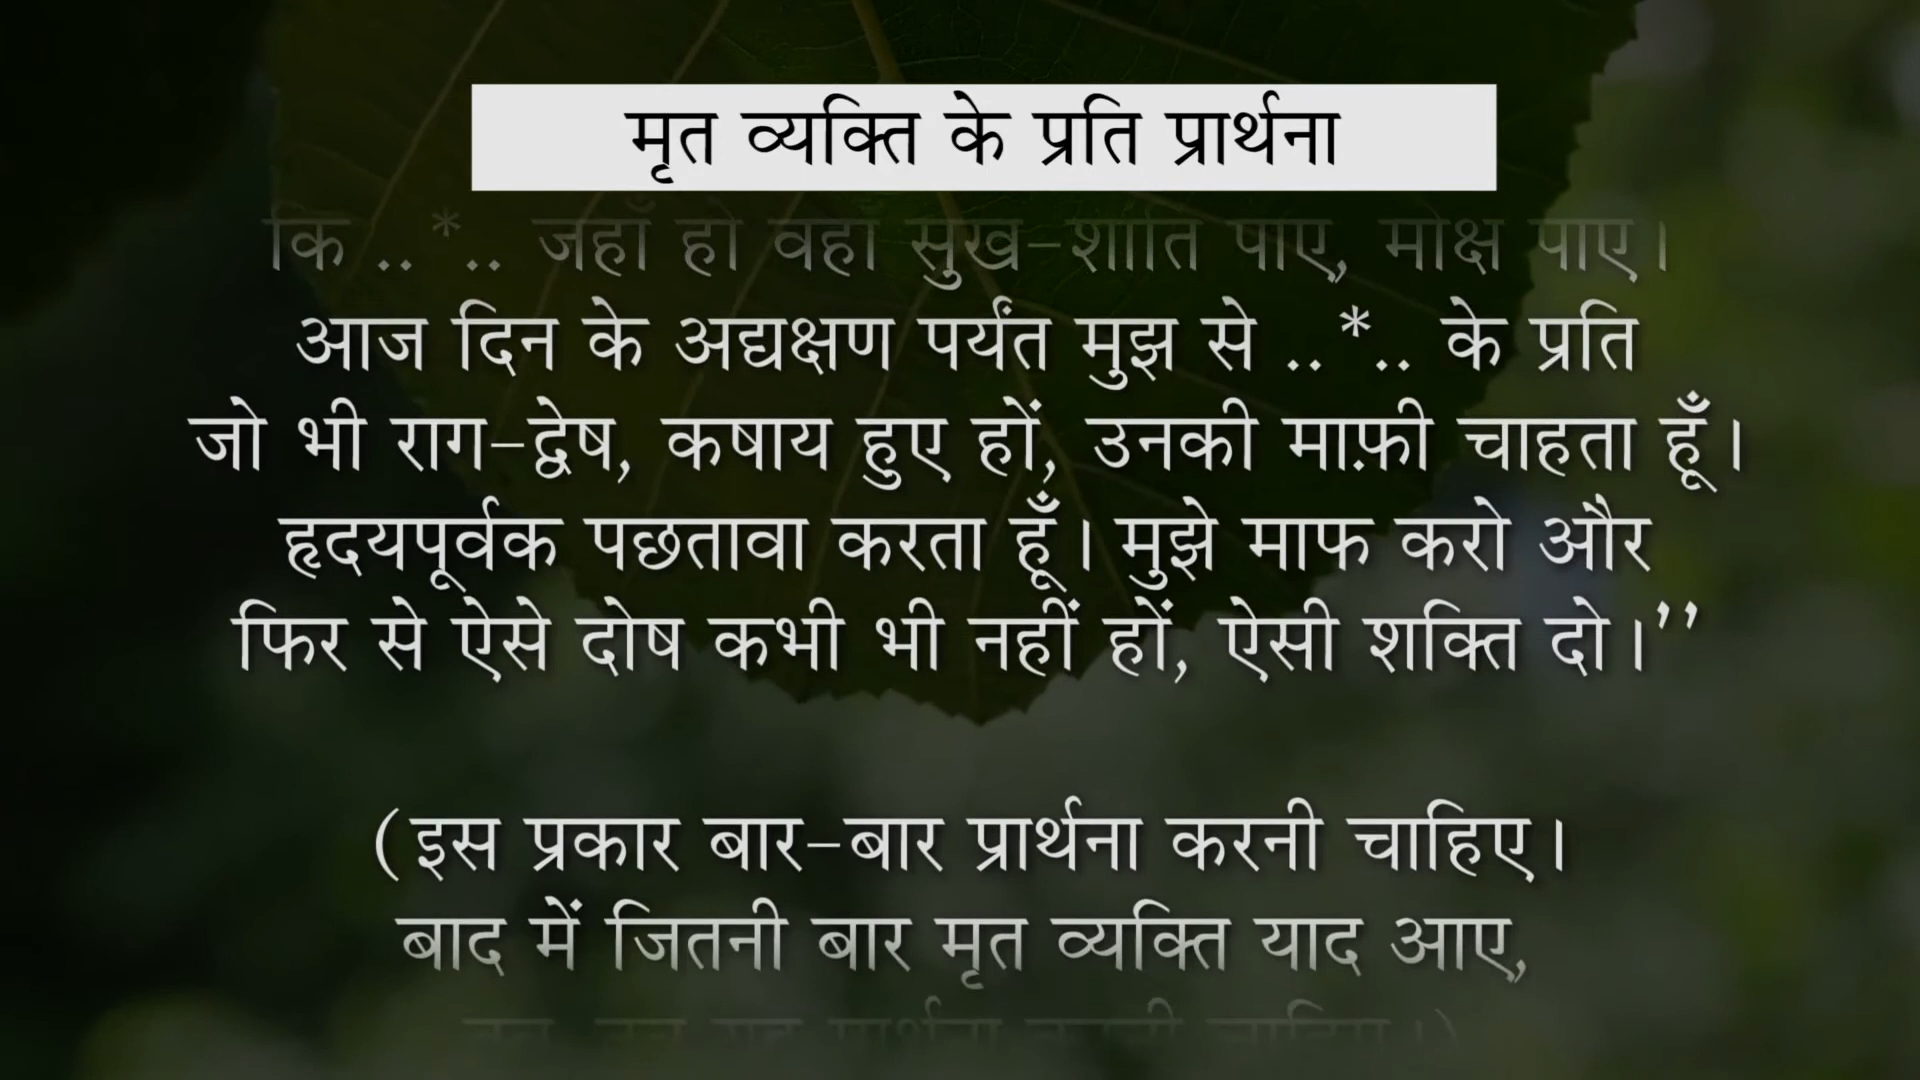 मृत व्यक्ति के प्रति प्रार्थना
कि ..*.. जहाँ हों वहाँ सुख-शांति पाए, मोक्ष पाए।
आज दिन के अद्यक्षण पर्यंत मुझ से ..*.. के प्रति
जो भी राग-द्वेष, कषाय हुए हों, उनकी माफ़ी चाहता हूँ।
हृदयपूर्वक पछतावा करता हूँ। मुझे माफ करो और
फिर से ऐसे दोष कभी भी नहीं हों, ऐसी शक्ति दो।’’
(इस प्रकार बार-बार प्रार्थना करनी चाहिए।
बाद में जितनी बार मृत व्यक्ति याद आए,